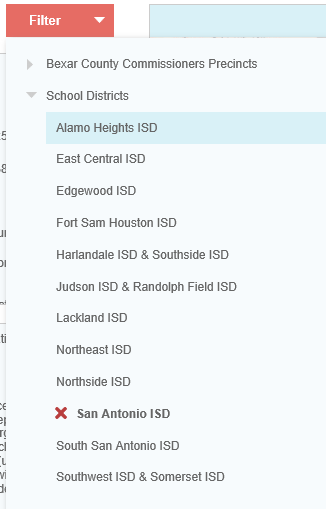 Filter
Bexar County Commissioners Precincts
School Districts
Alamo Heights ISD
East Central ISD
Edgewood ISD
Fort Sam Houston ISD
Harlandale ISD & Southside ISD
Judson ISD & Randolph Field ISD
Lackland ISD
Northeast ISD
Northside ISD
San Antonio ISD
South San Antonio ISD
Southwest ISD & Somerset ISD